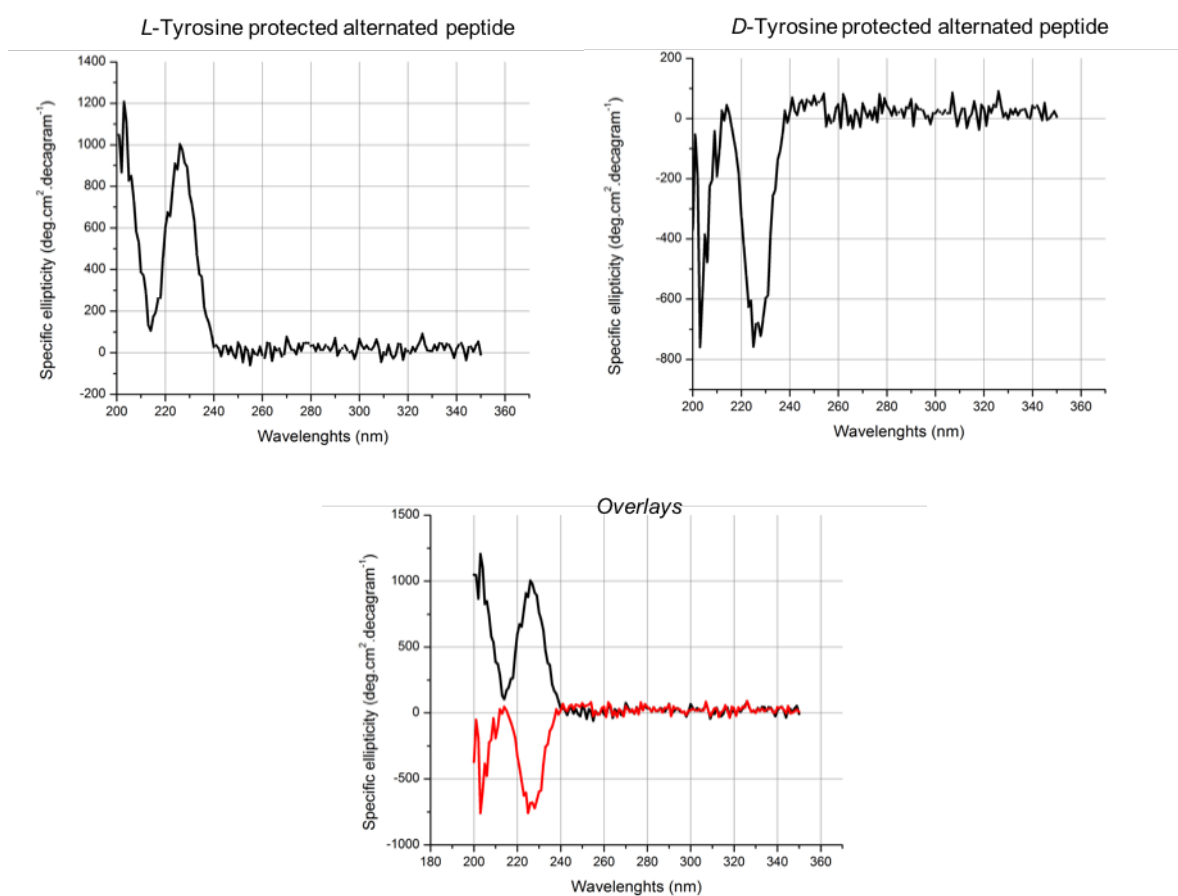 L-Tyrosine protected alternated peptide
D-Tyrosine protected alternated peptide
Specific ellipticity (deg.cm².decagram⁻¹)
1400
1200
1000
800
600
400
200
0
-200
200 220 240 260 280 300 320 340 360
Wavelenghts (nm)
Specific ellipticity (deg.cm².decagram⁻¹)
200
0
-200
-400
-600
-800
200 220 240 260 280 300 320 340 360
Wavelenghts (nm)
Overlays
Specific ellipticity (deg.cm².decagram⁻¹)
1500
1000
500
0
-500
-1000
180 200 220 240 260 280 300 320 340 360
Wavelenghts (nm)